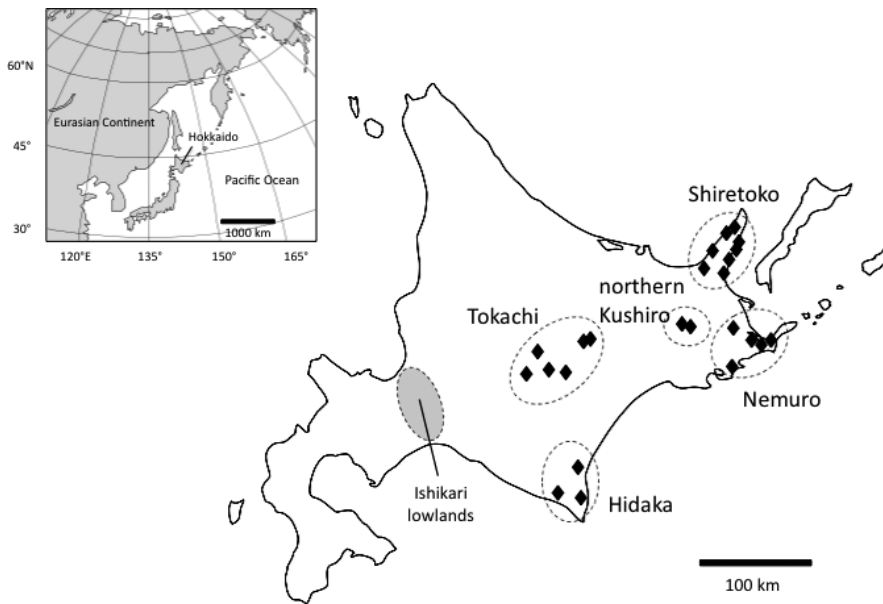 60°N
45°
30°
Eurasian Continent
Hokkaido
Pacific Ocean
1000 km
120°E
135°
150°
165°
Shiretoko
northern
Kushiro
Tokachi
Nemuro
Ishikari
lowlands
Hidaka
100 km